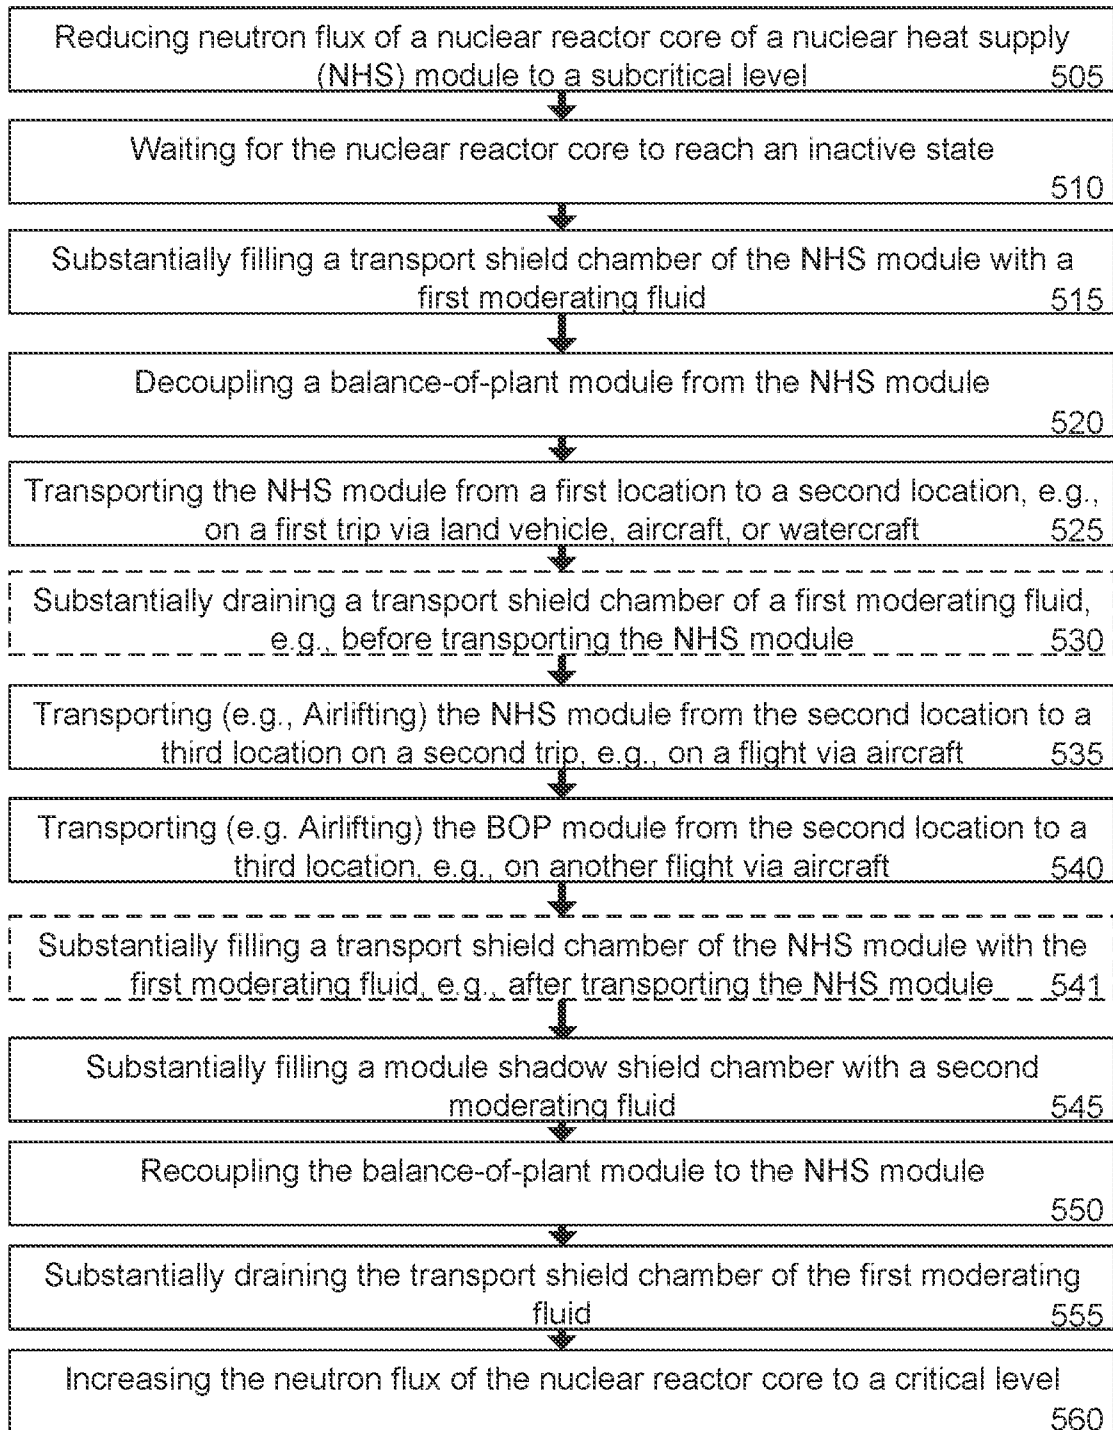 Reducing neutron flux of a nuclear reactor core of a nuclear heat supply
(NHS) module to a subcritical level
505
Waiting for the nuclear reactor core to reach an inactive state
510
Substantially filling a transport shield chamber of the NHS module with a
first moderating fluid
515
Decoupling a balance-of-plant module from the NHS module
520
Transporting the NHS module from a first location to a second location, e.g.,
on a first trip via land vehicle, aircraft, or watercraft
525
Substantially draining a transport shield chamber of a first moderating fluid,
e.g., before transporting the NHS module
530
Transporting (e.g., Airlifting) the NHS module from the second location to a
third location on a second trip, e.g., on a flight via aircraft
535
Transporting (e.g. Airlifting) the BOP module from the second location to a
third location, e.g., on another flight via aircraft
540
Substantially filling a transport shield chamber of the NHS module with the
first moderating fluid, e.g., after transporting the NHS module
541
Substantially filling a module shadow shield chamber with a second
moderating fluid
545
Recoupling the balance-of-plant module to the NHS module
550
Substantially draining the transport shield chamber of the first moderating
fluid
555
Increasing the neutron flux of the nuclear reactor core to a critical level
560